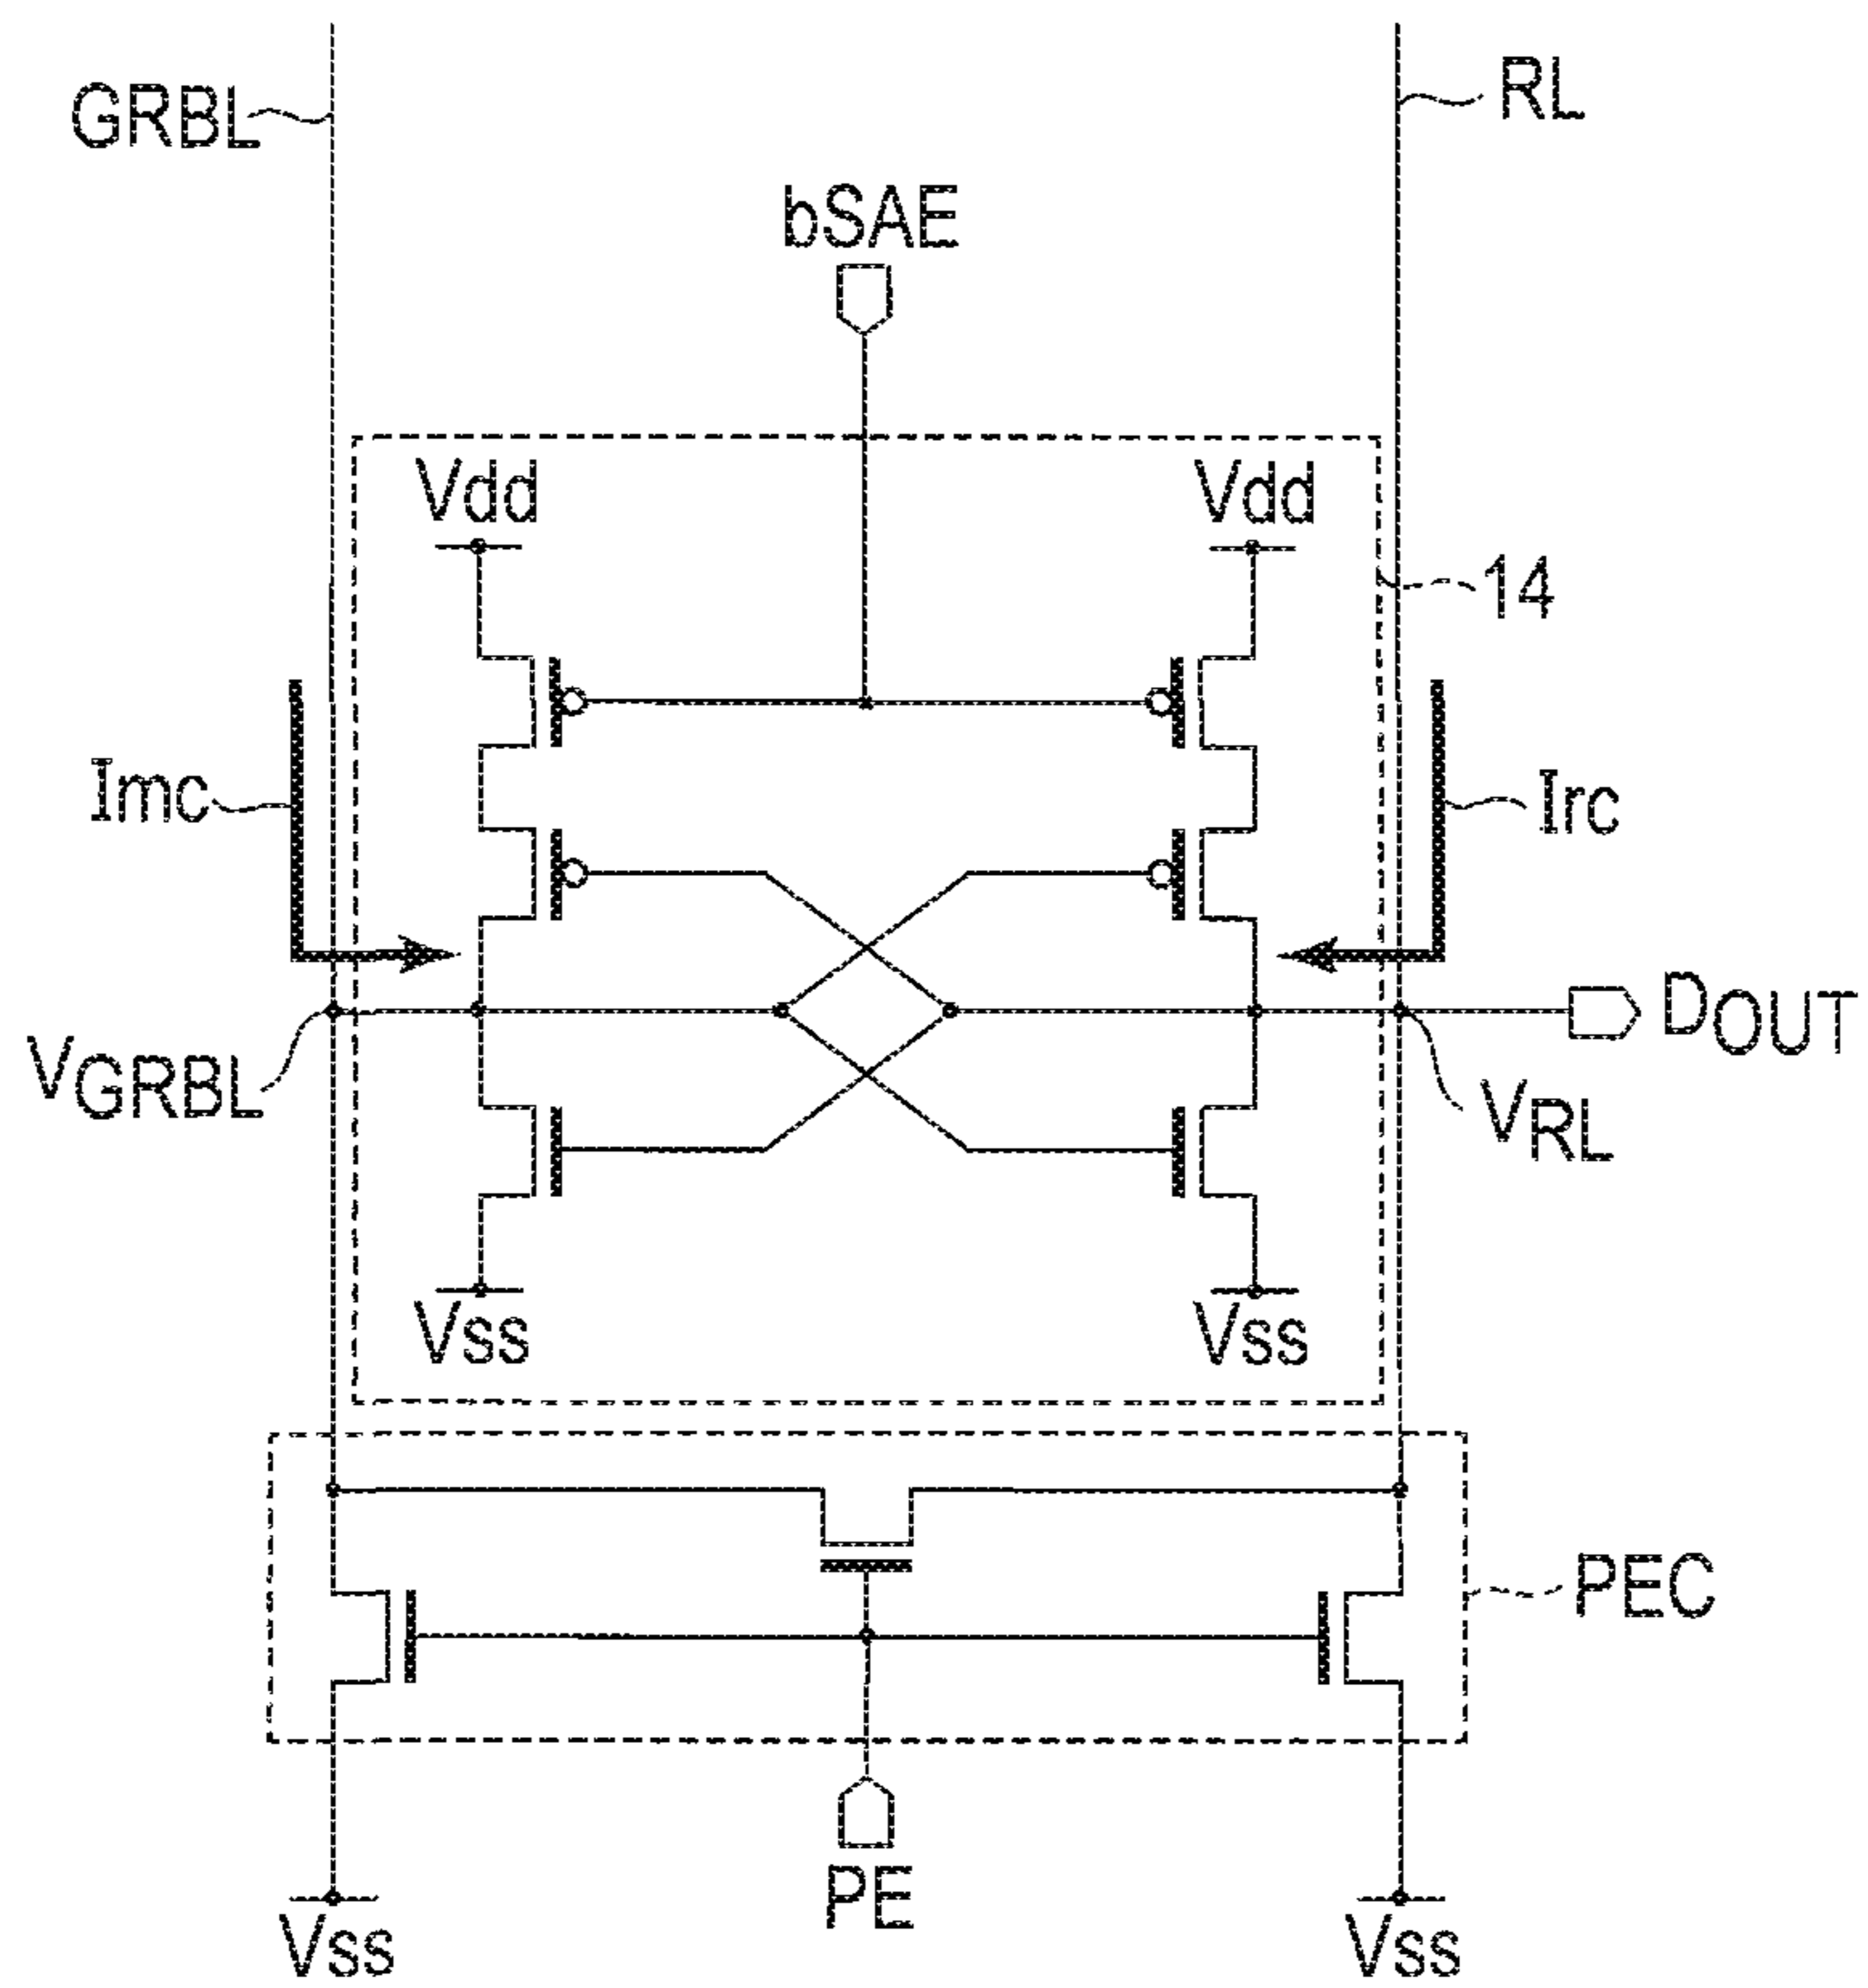 GRBL
RL
bSAE
Vdd
Vdd
14
Imc
Irc
VGRBL
DOUT
VRL
Vss
Vss
PEC
PE
Vss
Vss